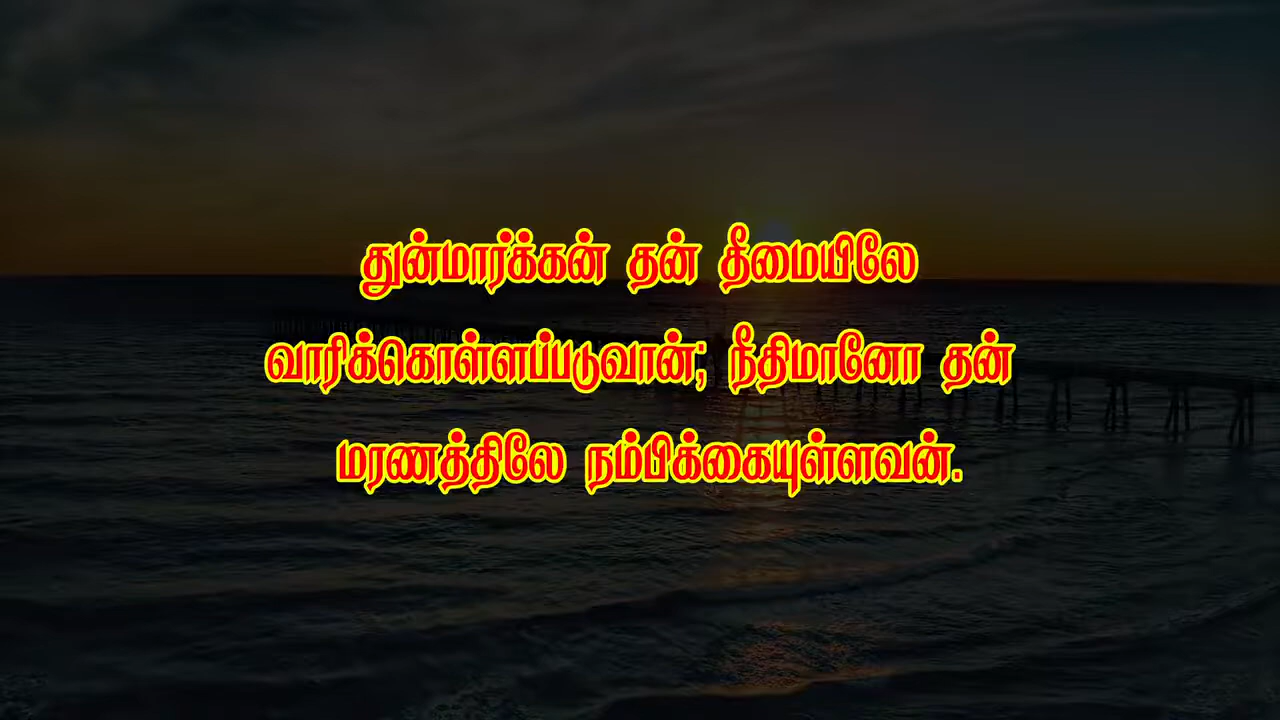 துன்மார்க்கன் தன் தீமையிலே
வாரிக்கொள்ளப்படுவான்; நீதிமானோ தன்
மரணத்திலே நம்பிக்கையுள்ளவன்.